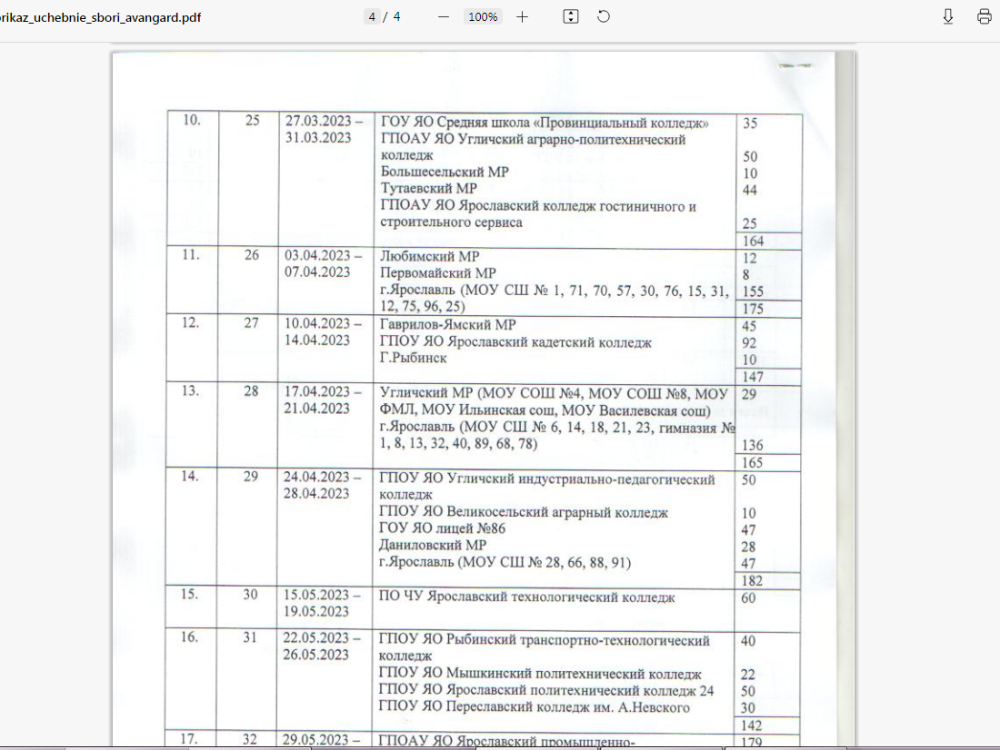 orikaz_uchebnie_sbori_avangard.pdf
4 / 4
100%
10. 25 27.03.2023 – ГОУ ЯО Средняя школа «Провинциальный колледж» 35
31.03.2023 ГПОАУ ЯО Угличский аграрно-политехнический
колледж 50
Большесельский МР 10
Тутаевский МР 44
ГПОАУ ЯО Ярославский колледж гостиничного и
строительного сервиса 25
164
11. 26 03.04.2023 – Любимский МР 12
07.04.2023 Первомайский МР 8
г.Ярославль (МОУ СШ № 1, 71, 70, 57, 30, 76, 15, 31, 155
12, 75, 96, 25) 175
12. 27 10.04.2023 – Гаврилов-Ямский МР 45
14.04.2023 ГПОУ ЯО Ярославский кадетский колледж 92
Г.Рыбинск 10
147
13. 28 17.04.2023 – Угличский МР (МОУ СОШ №4, МОУ СОШ №8, МОУ 29
21.04.2023 ФМЛ, МОУ Ильинская сош, МОУ Василевская сош)
г.Ярославль (МОУ СШ № 6, 14, 18, 21, 23, гимназия №
1, 8, 13, 32, 40, 89, 68, 78) 136
165
14. 29 24.04.2023 – ГПОУ ЯО Угличский индустриально-педагогический 50
28.04.2023 колледж
ГПОУ ЯО Великосельский аграрный колледж 10
ГОУ ЯО лицей №86 47
Даниловский МР 28
г.Ярославль (МОУ СШ № 28, 66, 88, 91) 47
182
15. 30 15.05.2023 – ПО ЧУ Ярославский технологический колледж 60
19.05.2023
16. 31 22.05.2023 – ГПОУ ЯО Рыбинский транспортно-технологический 40
26.05.2023 колледж
ГПОУ ЯО Мышкинский политехнический колледж 22
ГПОУ ЯО Ярославский политехнический колледж 24 50
ГПОУ ЯО Переславский колледж им. А.Невского 30
142
17. 32 29.05.2023 – ГПОАУ ЯО Ярославский промышленно- 179